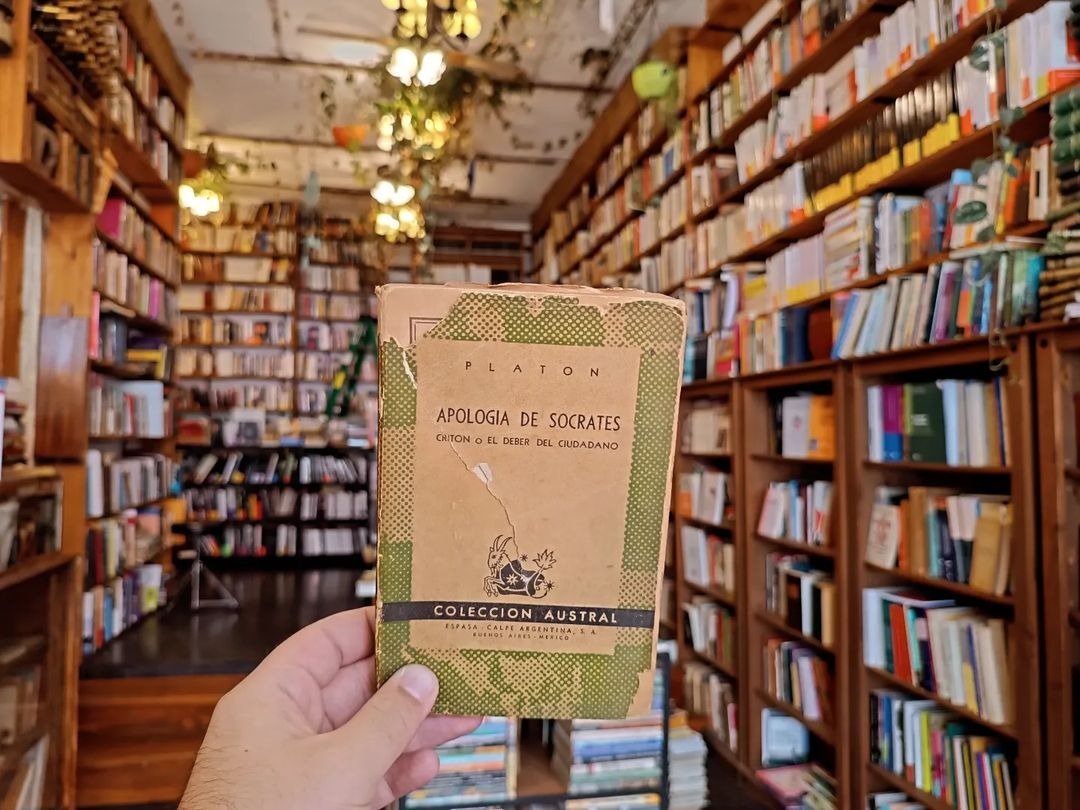 PLATON
APOLOGIA DE SOCRATES
CRITON o EL DEBER DEL CIUDADANO
COLECCION AUSTRAL
ESPASA - CALPE ARGENTINA, S. A.
BUENOS AIRES - MEXICO